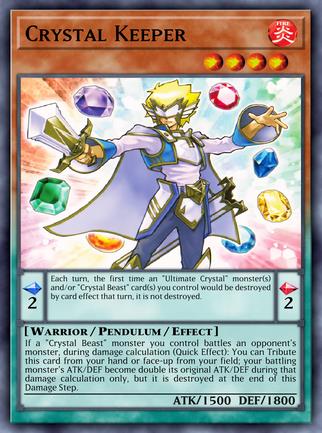 Crystal Keeper
FIRE
炎
Each turn, the first time an "Ultimate Crystal" monster(s)
and/or "Crystal Beast" card(s) you control would be destroyed
by card effect that turn, it is not destroyed.
2
2
[ Warrior / Pendulum / Effect ]
If a "Crystal Beast" monster you control battles an opponent's
monster, during damage calculation (Quick Effect): You can Tribute
this card from your hand or face-up from your field; your battling
monster's ATK/DEF become double its original ATK/DEF during that
damage calculation only, but it is destroyed at the end of this
Damage Step.
ATK/1500 DEF/1800